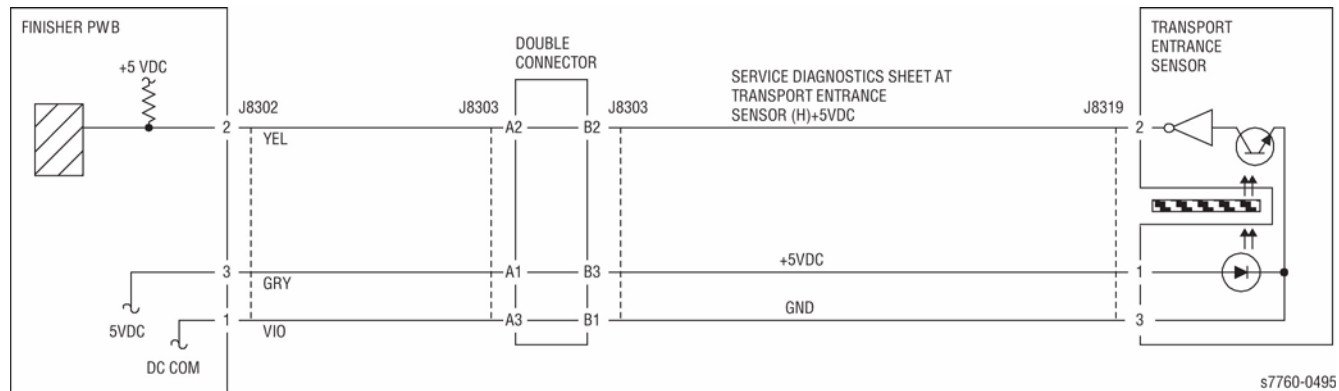 FINISHER PWB
+5 VDC
J8302
2
YEL
3
GRY
1
VIO
5VDC
DC COM
DOUBLE
CONNECTOR
J8303
J8303
A2
B2
A1
B3
A3
B1
SERVICE DIAGNOSTICS SHEET AT
TRANSPORT ENTRANCE
SENSOR (H)+5VDC
+5VDC
GND
J8319
2
1
3
TRANSPORT
ENTRANCE
SENSOR
s7760-0495